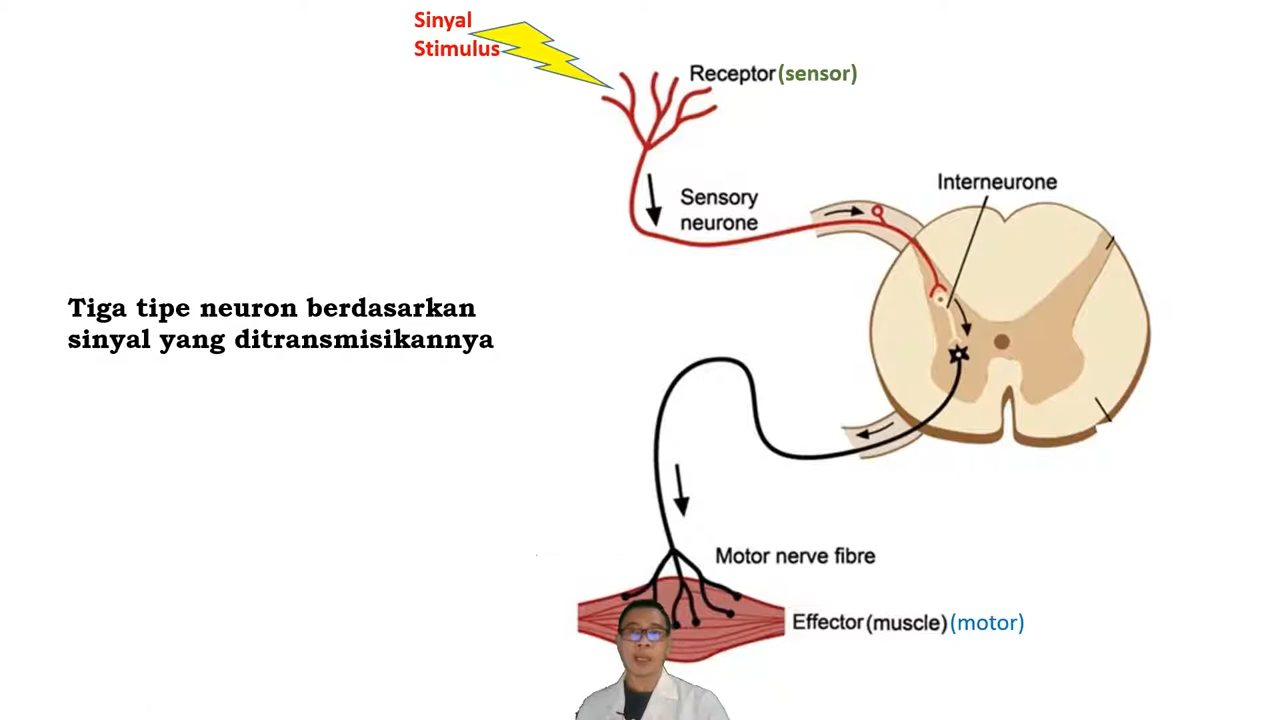 Sinyal
Stimulus
Receptor (sensor)
Sensory
neurone
Interneurone
Tiga tipe neuron berdasarkan
sinyal yang ditransmisikannya
Motor nerve fibre
Effector (muscle) (motor)